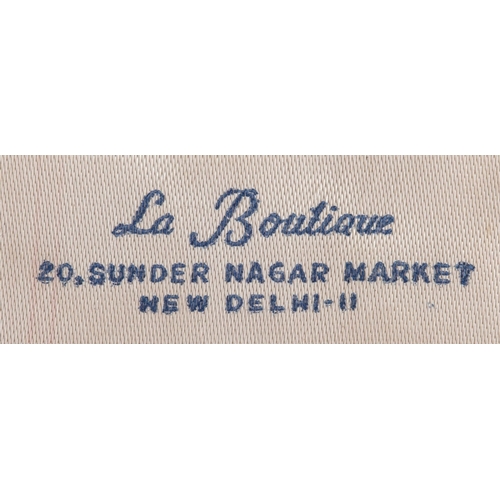 La Boutique
20, SUNDER NAGAR MARKET
NEW DELHI-11